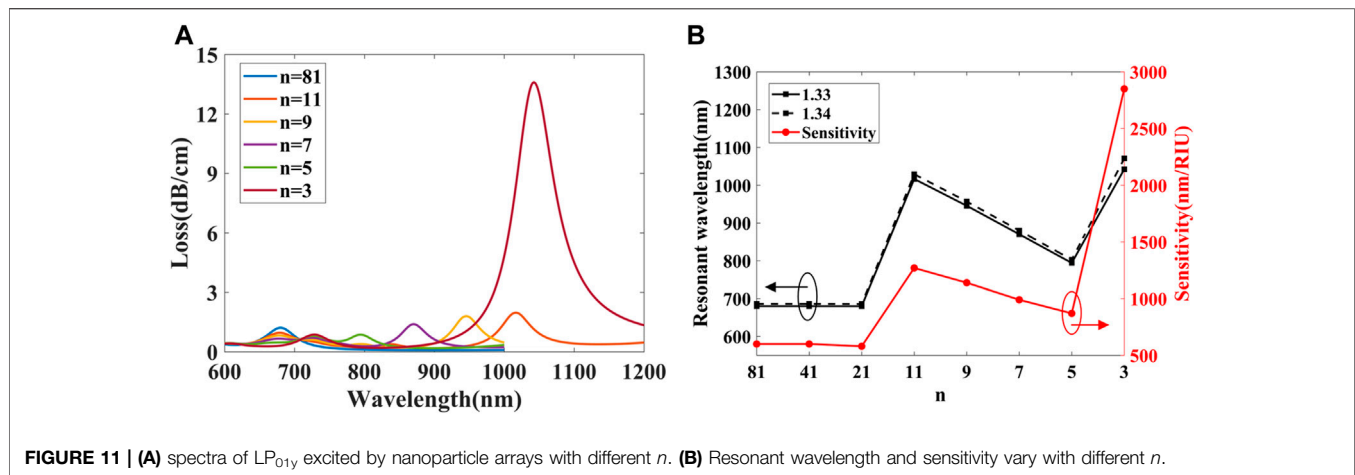 A
15
12
9
6
3
0
Loss(dB/cm)
n=81
n=11
n=9
n=7
n=5
n=3
600 700 800 900 1000 1100 1200
Wavelength(nm)
B
1300
1200
1100
1000
900
800
700
600
Resonant wavelength(nm)
1.33
1.34
Sensitivity
3000
2500
2000
1500
1000
500
Sensitivity(nm/RIU)
81 41 21 11 9 7 5 3
n
FIGURE 11 | (A) spectra of LP01y excited by nanoparticle arrays with different n. (B) Resonant wavelength and sensitivity vary with different n.